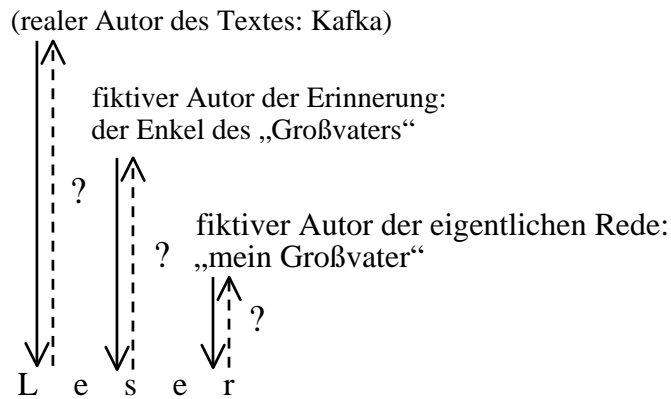 (realer Autor des Textes: Kafka)
fiktiver Autor der Erinnerung:
der Enkel des „Großvaters“
?
fiktiver Autor der eigentlichen Rede:
? „mein Großvater“
?
L e s e r